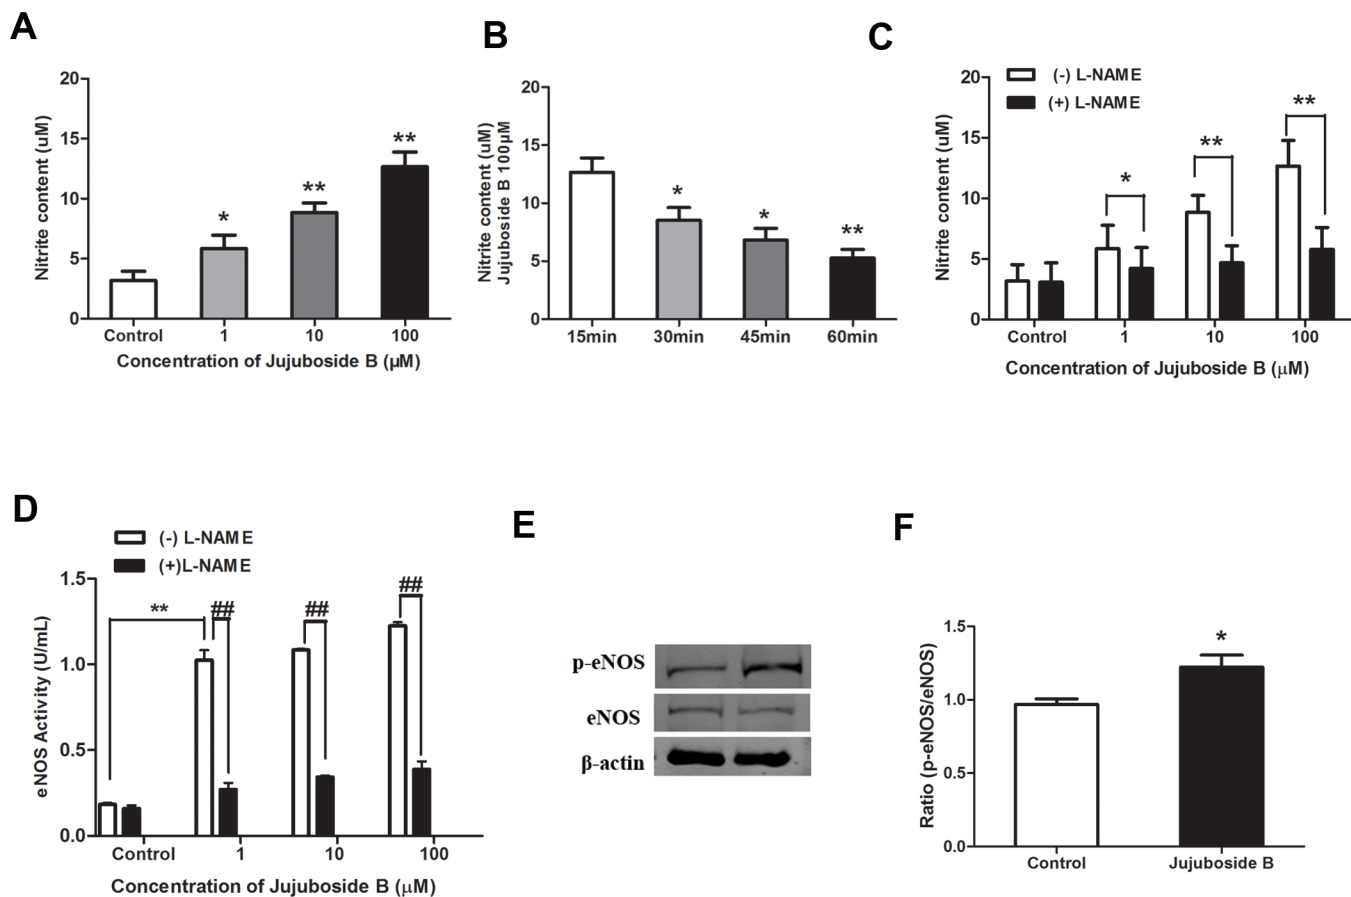 A
20
15
10
5
0
Nitrite content (uM)
*
**
**
Control
1
10
100
Concentration of Jujuboside B (µM)
B
20
15
10
5
0
Nitrite content (uM)
Jujuboside B 100µM
*
*
**
15min
30min
45min
60min
C
(-) L-NAME
(+) L-NAME
20
15
10
5
0
Nitrite content (uM)
*
**
**
Control
1
10
100
Concentration of Jujuboside B (µM)
D
(-) L-NAME
(+)L-NAME
1.5
1.0
0.5
0.0
eNOS Activity (U/mL)
**
##
##
##
Control
1
10
100
Concentration of Jujuboside B (µM)
E
p-eNOS
eNOS
β-actin
F
1.5
1.0
0.5
0.0
Ratio (p-eNOS/eNOS)
*
Control
Jujuboside B